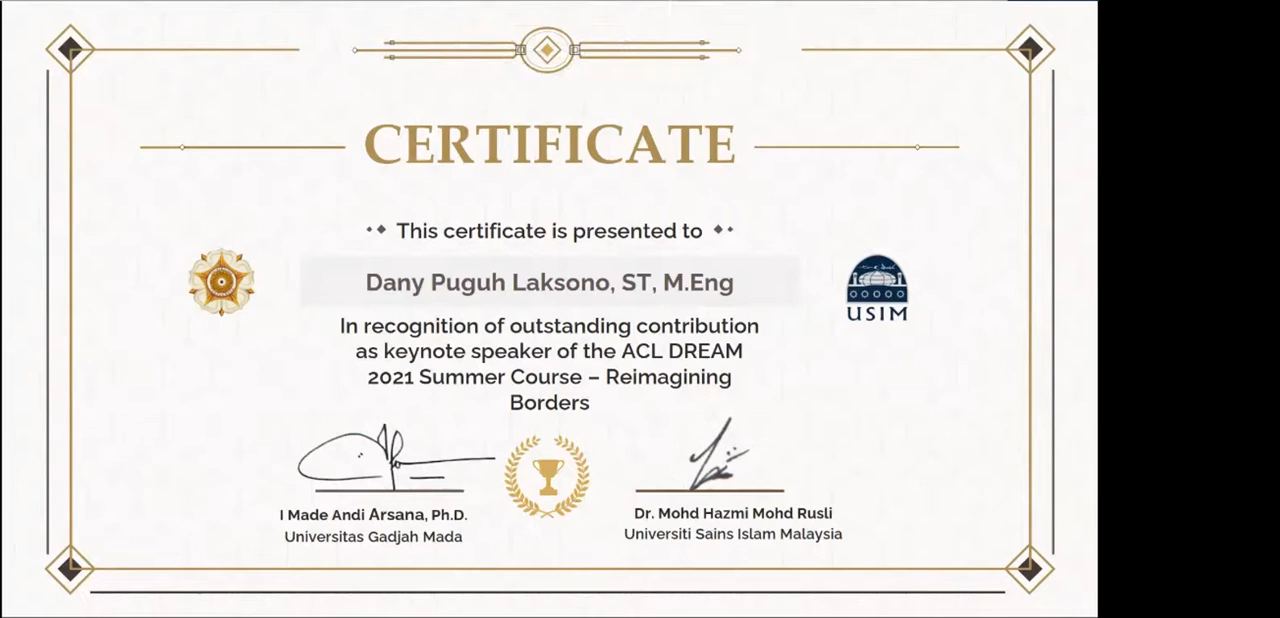 CERTIFICATE
This certificate is presented to
Dany Puguh Laksono, ST, M.Eng
USIM
In recognition of outstanding contribution
as keynote speaker of the ACL DREAM
2021 Summer Course – Reimagining
Borders
I Made Andi Arsana, Ph.D.
Universitas Gadjah Mada
Dr. Mohd Hazmi Mohd Rusli
Universiti Sains Islam Malaysia